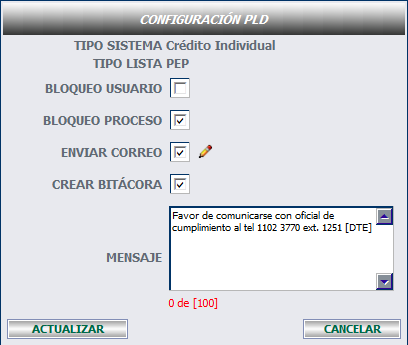 CONFIGURACIÓN PLD
TIPO SISTEMA Crédito Individual
TIPO LISTA PEP
BLOQUEO USUARIO
BLOQUEO PROCESO
ENVIAR CORREO
CREAR BITÁCORA
MENSAJE
Favor de comunicarse con oficial de
cumplimiento al tel 1102 3770 ext. 1251 [DTE]
0 de [100]
ACTUALIZAR CANCELAR